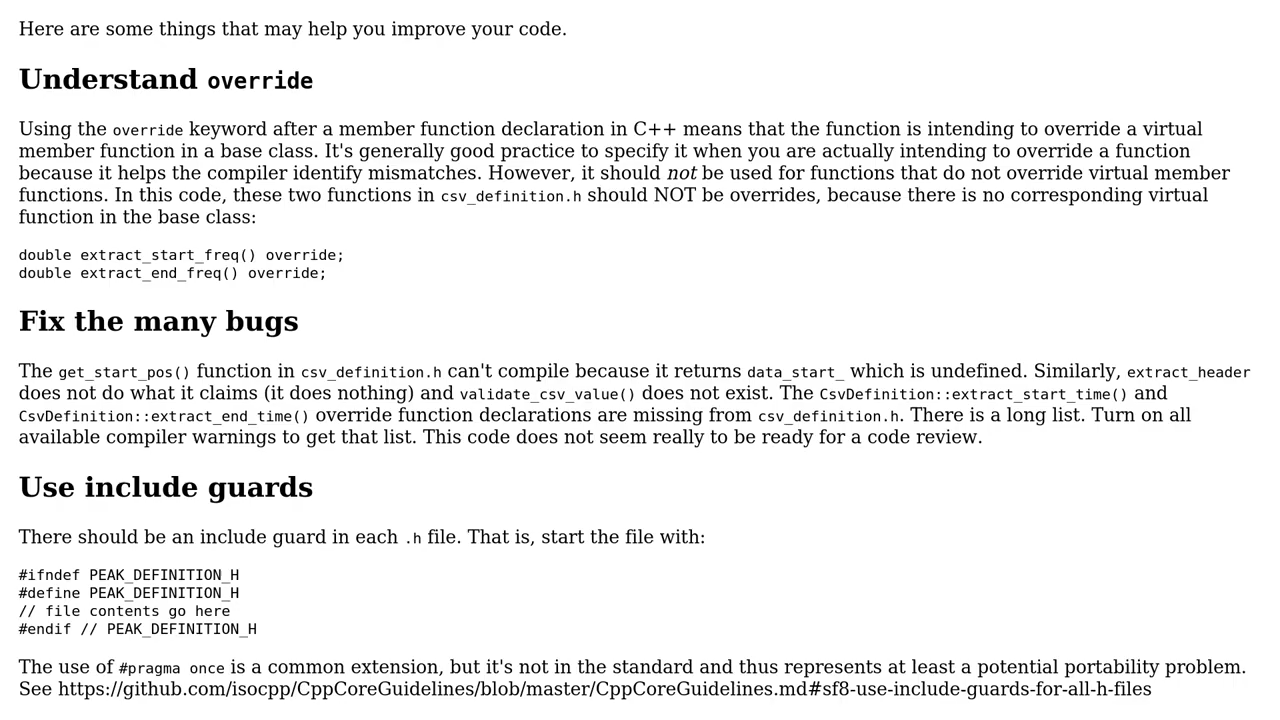 Here are some things that may help you improve your code.
Understand override
Using the override keyword after a member function declaration in C++ means that the function is intending to override a virtual
member function in a base class. It's generally good practice to specify it when you are actually intending to override a function
because it helps the compiler identify mismatches. However, it should not be used for functions that do not override virtual member
functions. In this code, these two functions in csv_definition.h should NOT be overrides, because there is no corresponding virtual
function in the base class:
double extract_start_freq() override;
double extract_end_freq() override;
Fix the many bugs
The get_start_pos() function in csv_definition.h can't compile because it returns data_start_ which is undefined. Similarly, extract_header
does not do what it claims (it does nothing) and validate_csv_value() does not exist. The CsvDefinition::extract_start_time() and
CsvDefinition::extract_end_time() override function declarations are missing from csv_definition.h. There is a long list. Turn on all
available compiler warnings to get that list. This code does not seem really to be ready for a code review.
Use include guards
There should be an include guard in each .h file. That is, start the file with:
#ifndef PEAK_DEFINITION_H
#define PEAK_DEFINITION_H
// file contents go here
#endif // PEAK_DEFINITION_H
The use of #pragma once is a common extension, but it's not in the standard and thus represents at least a potential portability problem.
See https://github.com/isocpp/CppCoreGuidelines/blob/master/CppCoreGuidelines.md#sf8-use-include-guards-for-all-h-files